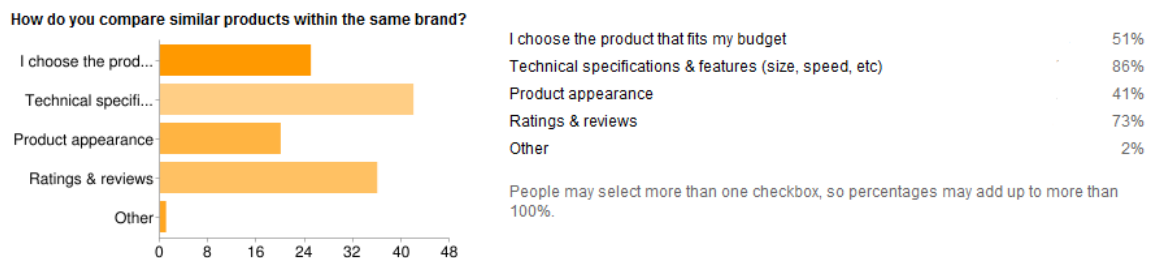 How do you compare similar products within the same brand?
I choose the prod...
Technical specifi...
Product appearance
Ratings & reviews
Other
0 8 16 24 32 40 48
I choose the product that fits my budget 51%
Technical specifications & features (size, speed, etc) 86%
Product appearance 41%
Ratings & reviews 73%
Other 2%
People may select more than one checkbox, so percentages may add up to more than
100%.